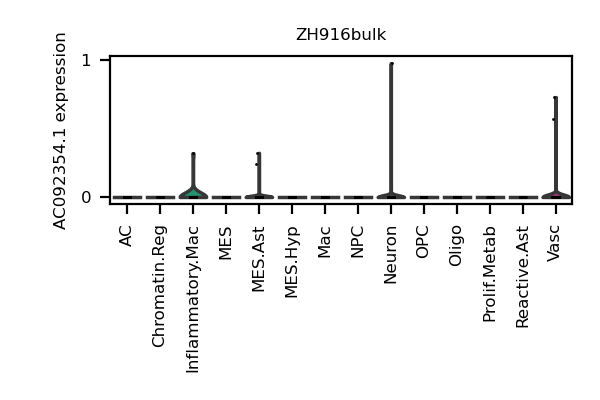 ZH916bulk
AC092354.1 expression
1
0
AC
Chromatin.Reg
Inflammatory.Mac
MES
MES.Ast
MES.Hyp
Mac
NPC
Neuron
OPC
Oligo
Prolif.Metab
Reactive.Ast
Vasc